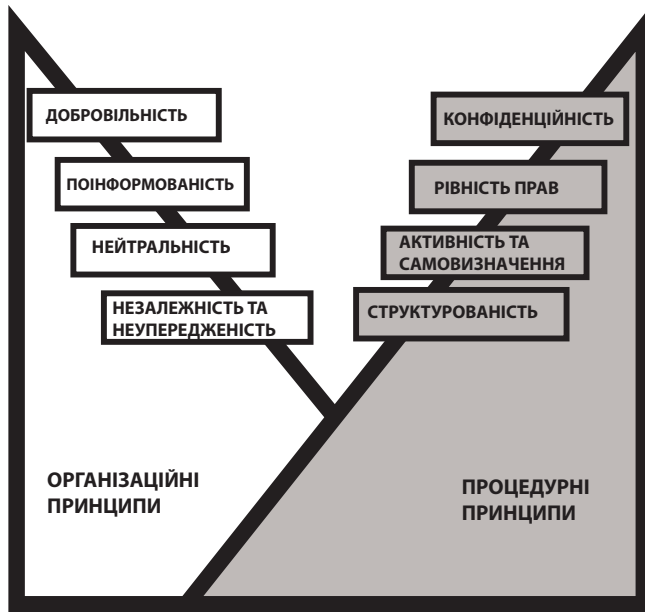 ДОБРОВІЛЬНІСТЬ
ПОІНФОРМОВАНІСТЬ
НЕЙТРАЛЬНІСТЬ
НЕЗАЛЕЖНІСТЬ ТА
НЕУПЕРЕДЖЕНІСТЬ
ОРГАНІЗАЦІЙНІ
ПРИНЦИПИ
КОНФІДЕНЦІЙНІСТЬ
РІВНІСТЬ ПРАВ
АКТИВНІСТЬ ТА
САМОВИЗНАЧЕННЯ
СТРУКТУРОВАНІСТЬ
ПРОЦЕДУРНІ
ПРИНЦИПИ